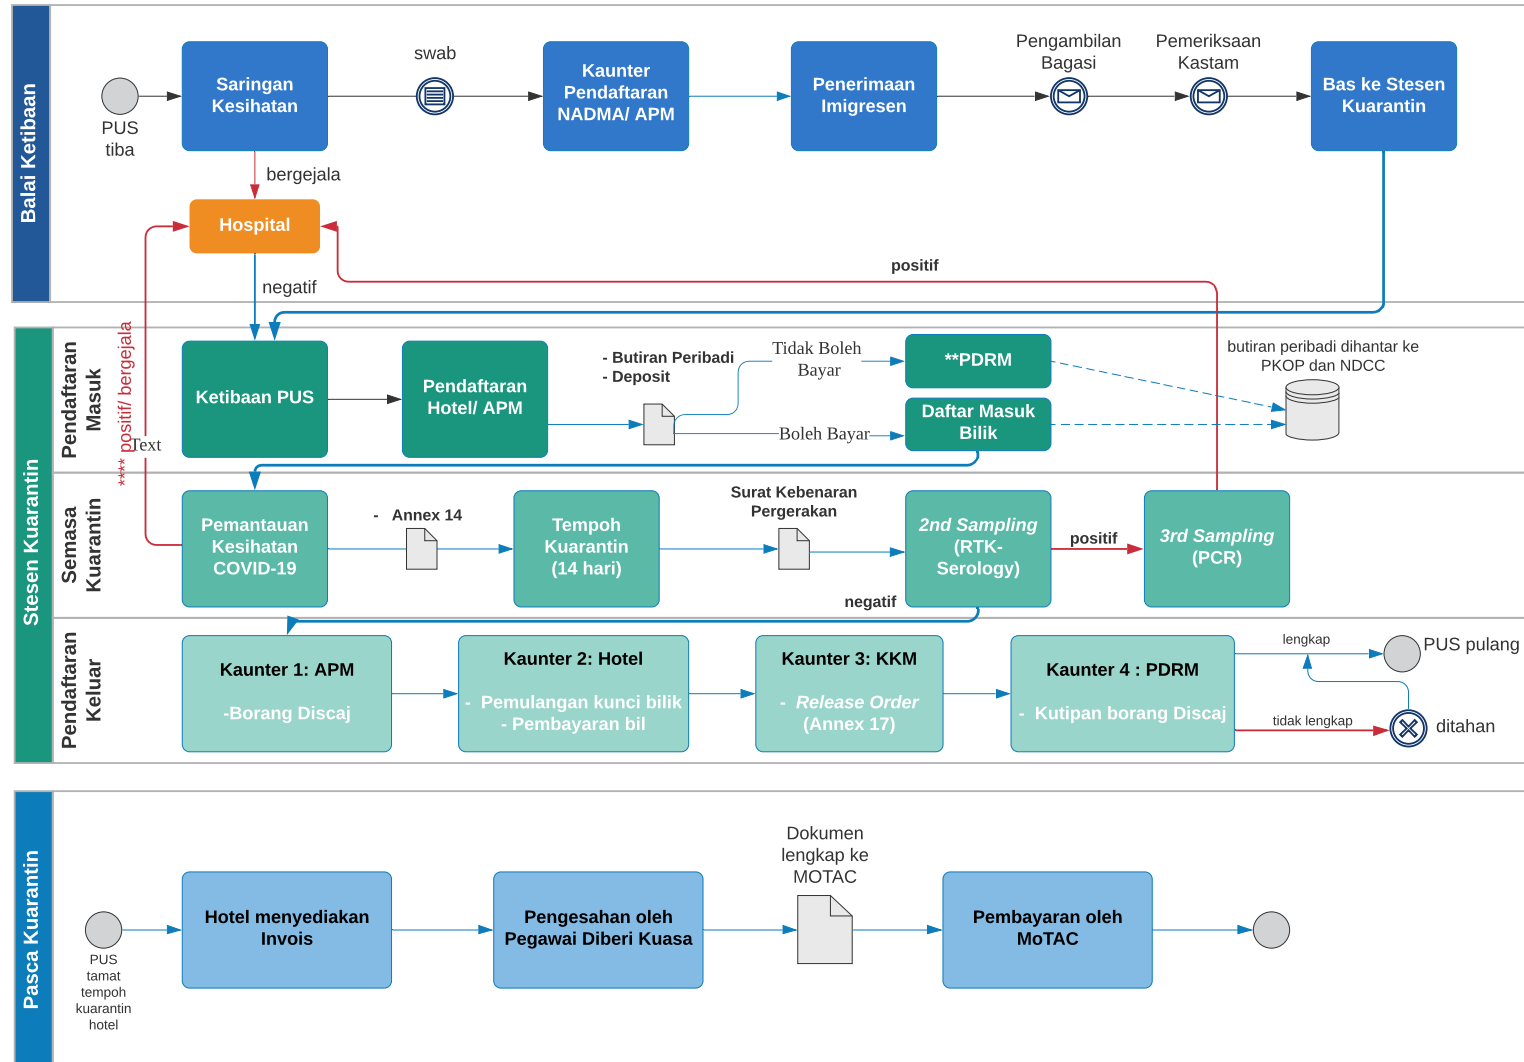 Balai Ketibaan
PUS
tiba
Saringan
Kesihatan
swab
Kaunter
Pendaftaran
NADMA/ APM
Penerimaan
Imigresen
Pengambilan
Bagasi
Pemeriksaan
Kastam
Bas ke Stesen
Kuarantin
bergejala
Hospital
negatif
positif
Stesen Kuarantin
Pendaftaran
Masuk
**** positif/ bergejala
Text
Ketibaan PUS
Pendaftaran
Hotel/ APM
- Butiran Peribadi
- Deposit
Tidak Boleh
Bayar
Boleh Bayar
**PDRM
Daftar Masuk
Bilik
butiran peribadi dihantar ke
PKOP dan NDCC
Semasa
Kuarantin
Pemantauan
Kesihatan
COVID-19
- Annex 14
Tempoh
Kuarantin
(14 hari)
Surat Kebenaran
Pergerakan
2nd Sampling
(RTK-
Serology)
positif
3rd Sampling
(PCR)
negatif
Pendaftaran
Keluar
Kaunter 1: APM
-Borang Discaj
Kaunter 2: Hotel
- Pemulangan kunci bilik
- Pembayaran bil
Kaunter 3: KKM
- Release Order
(Annex 17)
Kaunter 4 : PDRM
- Kutipan borang Discaj
lengkap
PUS pulang
tidak lengkap
ditahan
Pasca Kuarantin
PUS
tamat
tempoh
kuarantin
hotel
Hotel menyediakan
Invois
Pengesahan oleh
Pegawai Diberi Kuasa
Dokumen
lengkap ke
MOTAC
Pembayaran oleh
MoTAC